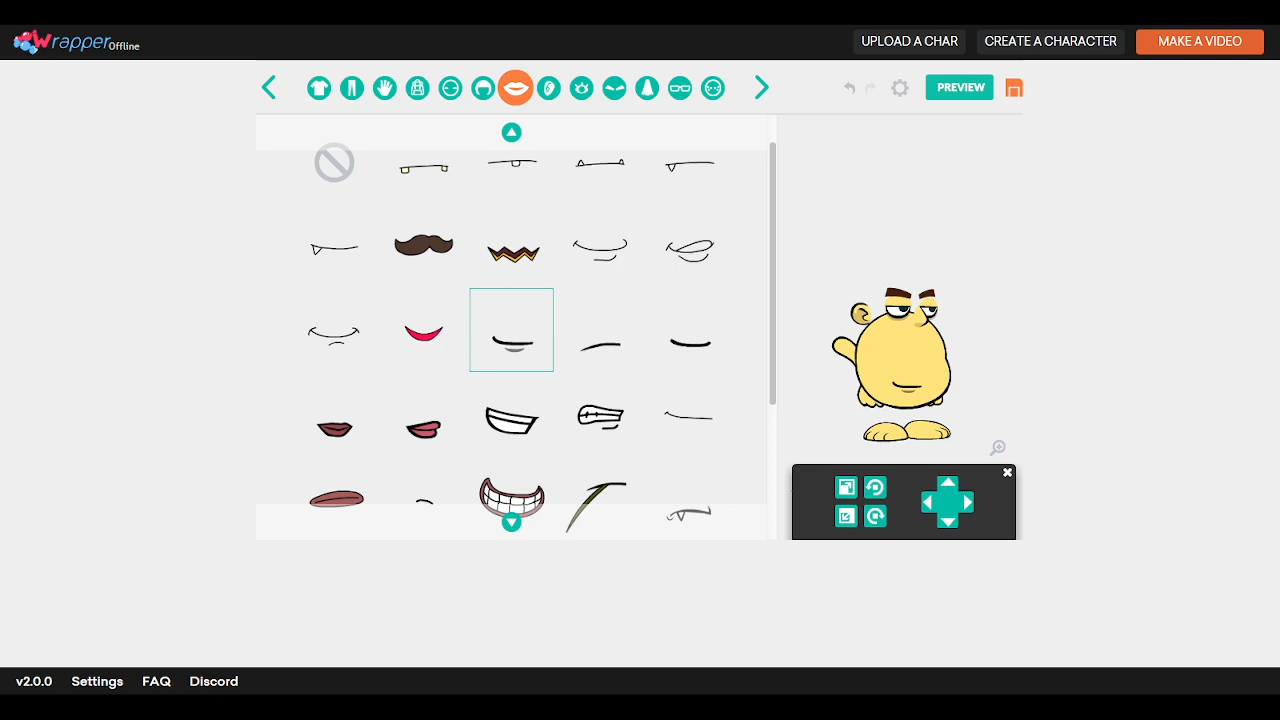 Wrapper Offline
UPLOAD A CHAR
CREATE A CHARACTER
MAKE A VIDEO
PREVIEW
v2.0.0 Settings FAQ Discord